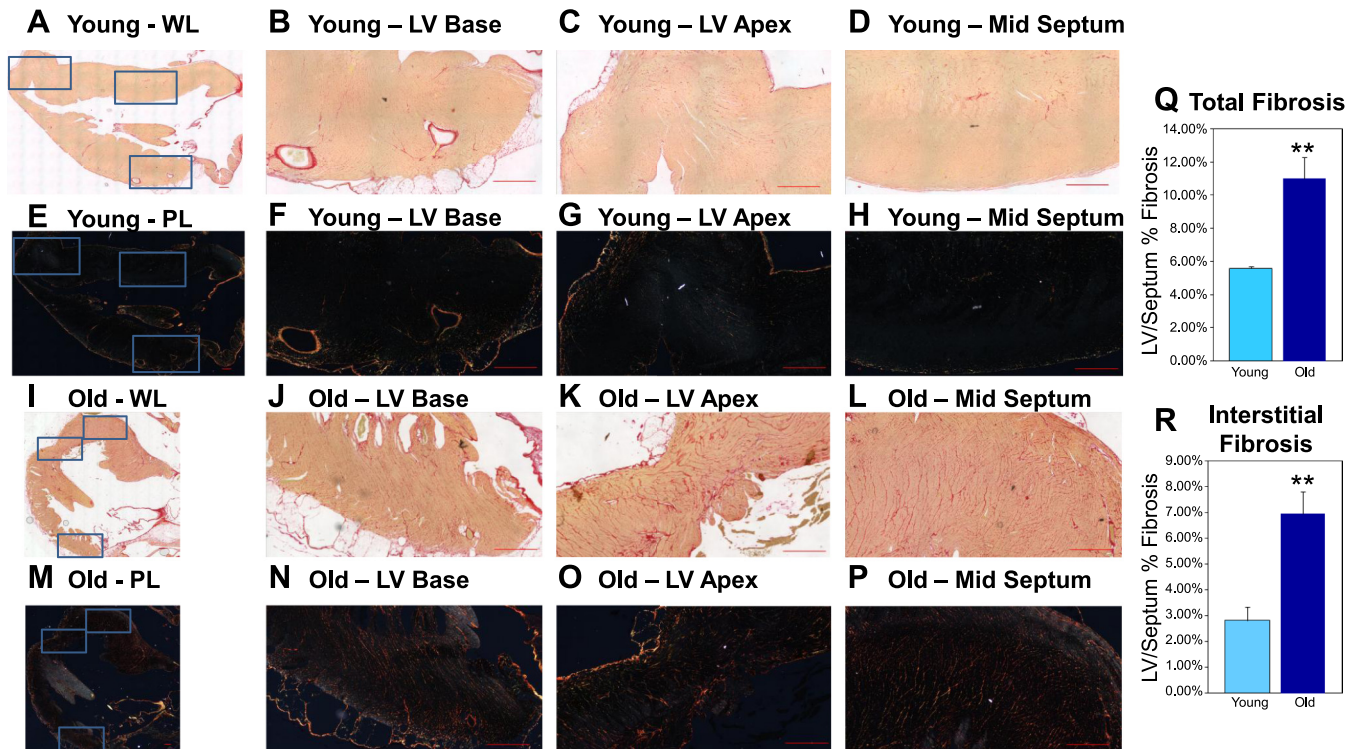 A Young - WL
B Young – LV Base
C Young – LV Apex
D Young – Mid Septum
E Young - PL
F Young – LV Base
G Young – LV Apex
H Young – Mid Septum
I Old - WL
J Old – LV Base
K Old – LV Apex
L Old – Mid Septum
M Old - PL
N Old – LV Base
O Old – LV Apex
P Old – Mid Septum
Q Total Fibrosis
LV/Septum % Fibrosis
14.00%
12.00%
10.00%
8.00%
6.00%
4.00%
2.00%
0.00%
**
Young Old
R Interstitial
Fibrosis
LV/Septum % Fibrosis
9.00%
8.00%
7.00%
6.00%
5.00%
4.00%
3.00%
2.00%
1.00%
0.00%
**
Young Old